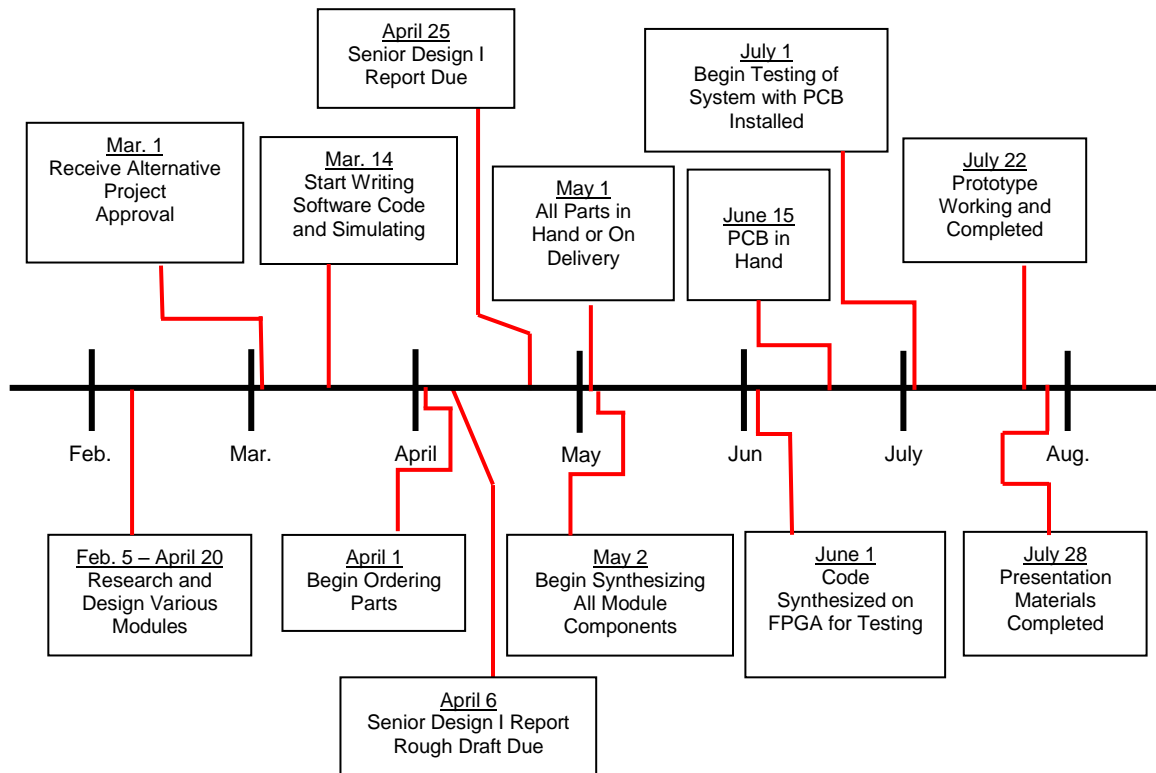 April 25
Senior Design I
Report Due
July 1
Begin Testing of
System with PCB
Installed
Mar. 1
Receive Alternative
Project
Approval
Mar. 14
Start Writing
Software Code
and Simulating
May 1
All Parts in
Hand or On
Delivery
June 15
PCB in
Hand
July 22
Prototype
Working and
Completed
Feb.
Mar.
April
May
Jun
July
Aug.
Feb. 5 – April 20
Research and
Design Various
Modules
April 1
Begin Ordering
Parts
May 2
Begin Synthesizing
All Module
Components
June 1
Code
Synthesized on
FPGA for Testing
July 28
Presentation
Materials
Completed
April 6
Senior Design I Report
Rough Draft Due